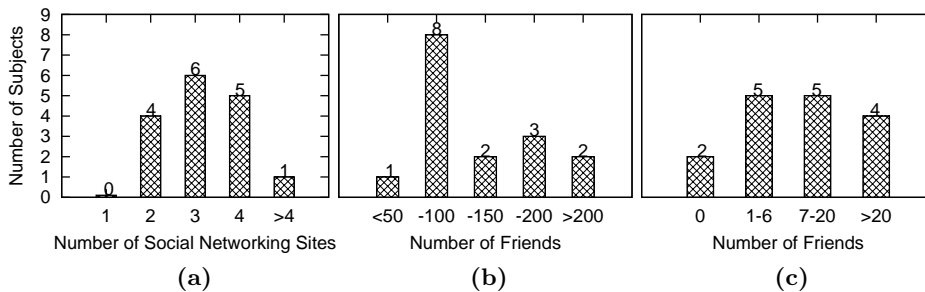 Number of Subjects
9
8
7
6
5
4
3
2
1
0
0
4
6
5
1
1 2 3 4 >4
Number of Social Networking Sites
(a)
1
8
2
3
2
<50 -100 -150 -200 >200
Number of Friends
(b)
2
5
5
4
0 1-6 7-20 >20
Number of Friends
(c)